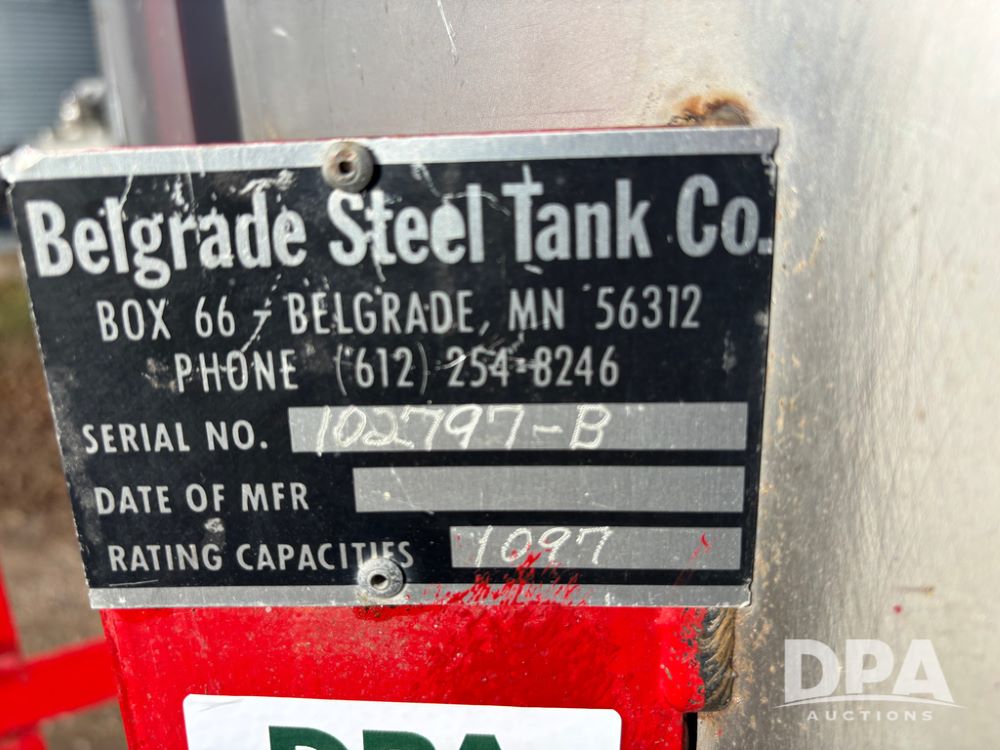 Belgrade Steel Tank Co.
BOX 66 - BELGRADE, MN 56312
PHONE (612) 254-8246
SERIAL NO. 102797-B
DATE OF MFR
RATING CAPACITIES 1097
DPA
DPA
AUCTIONS